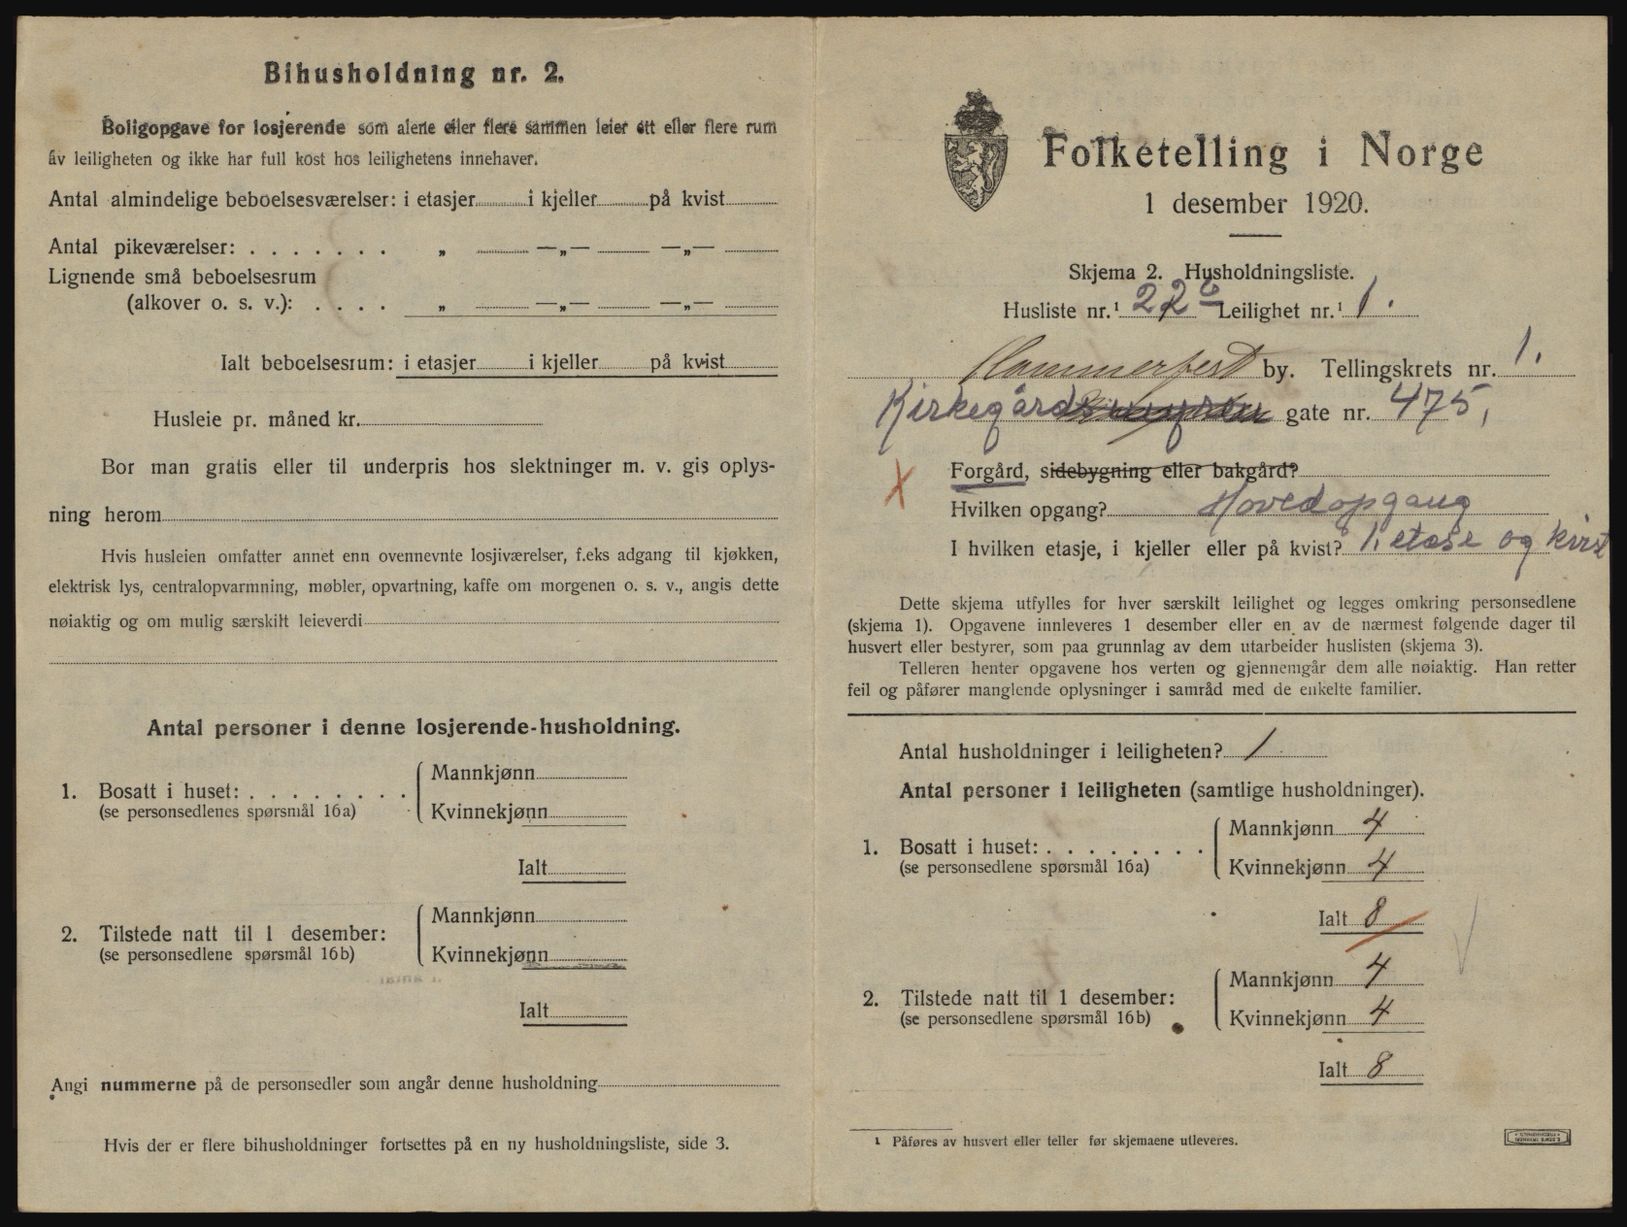 Bihusholdning nr. 2.
Boligopgave for losjerende som alene eller flere sammen leier ett eller flere rum
av leiligheten og ikke har full kost hos leilighetens innehaver.
Antal almindelige beboelsesværelser: i etasjer i kjeller på kvist
Antal pikeværelser: . . . . . . . „ —„— —„—
Lignende små beboelsesrum
(alkover o. s. v.): . . . . „ —„— —„—
Ialt beboelsesrum: i etasjer i kjeller på kvist
Husleie pr. måned kr.
Bor man gratis eller til underpris hos slektninger m. v. gis oplys-
ning herom
Hvis husleien omfatter annet enn ovennevnte losjiværelser, f.eks adgang til kjøkken,
elektrisk lys, centralopvarmning, møbler, opvartning, kaffe om morgenen o. s. v., angis dette
nøiaktig og om mulig særskilt leieverdi
Antal personer i denne losjerende-husholdning.
1. Bosatt i huset: . . . . . . . .
(se personsedlenes spørsmål 16a)
Mannkjønn
Kvinnekjønn
Ialt
2. Tilstede natt til 1 desember:
(se personsedlene spørsmål 16b)
Mannkjønn
Kvinnekjønn
Ialt
Angi nummerne på de personsedler som angår denne husholdning
Hvis der er flere bihusholdninger fortsettes på en ny husholdningsliste, side 3.
Folketelling i Norge
1 desember 1920.
Skjema 2. Husholdningsliste.
Husliste nr.¹ 22 Leilighet nr.¹ 1.
Hammerfest by. Tellingskrets nr. 1.
Kirkegårds gate nr. 475,
Forgård, sidebygning eller bakgård?
Hvilken opgang? Hovedopgang
I hvilken etasje, i kjeller eller på kvist? 1. etase og kvist
Dette skjema utfylles for hver særskilt leilighet og legges omkring personsedlene
(skjema 1). Opgavene innleveres 1 desember eller en av de nærmest følgende dager til
husvert eller bestyrer, som paa grunnlag av dem utarbeider huslisten (skjema 3).
Telleren henter opgavene hos verten og gjennemgår dem alle nøiaktig. Han retter
feil og påfører manglende oplysninger i samråd med de enkelte familier.
Antal husholdninger i leiligheten? 1
Antal personer i leiligheten (samtlige husholdninger).
1. Bosatt i huset: . . . . . . . .
(se personsedlene spørsmål 16a)
Mannkjønn 4
Kvinnekjønn 4
Ialt 8
2. Tilstede natt til 1 desember:
(se personsedlene spørsmål 16b)
Mannkjønn 4
Kvinnekjønn 4
Ialt 8
¹ Påføres av husvert eller teller før skjemaene utleveres.